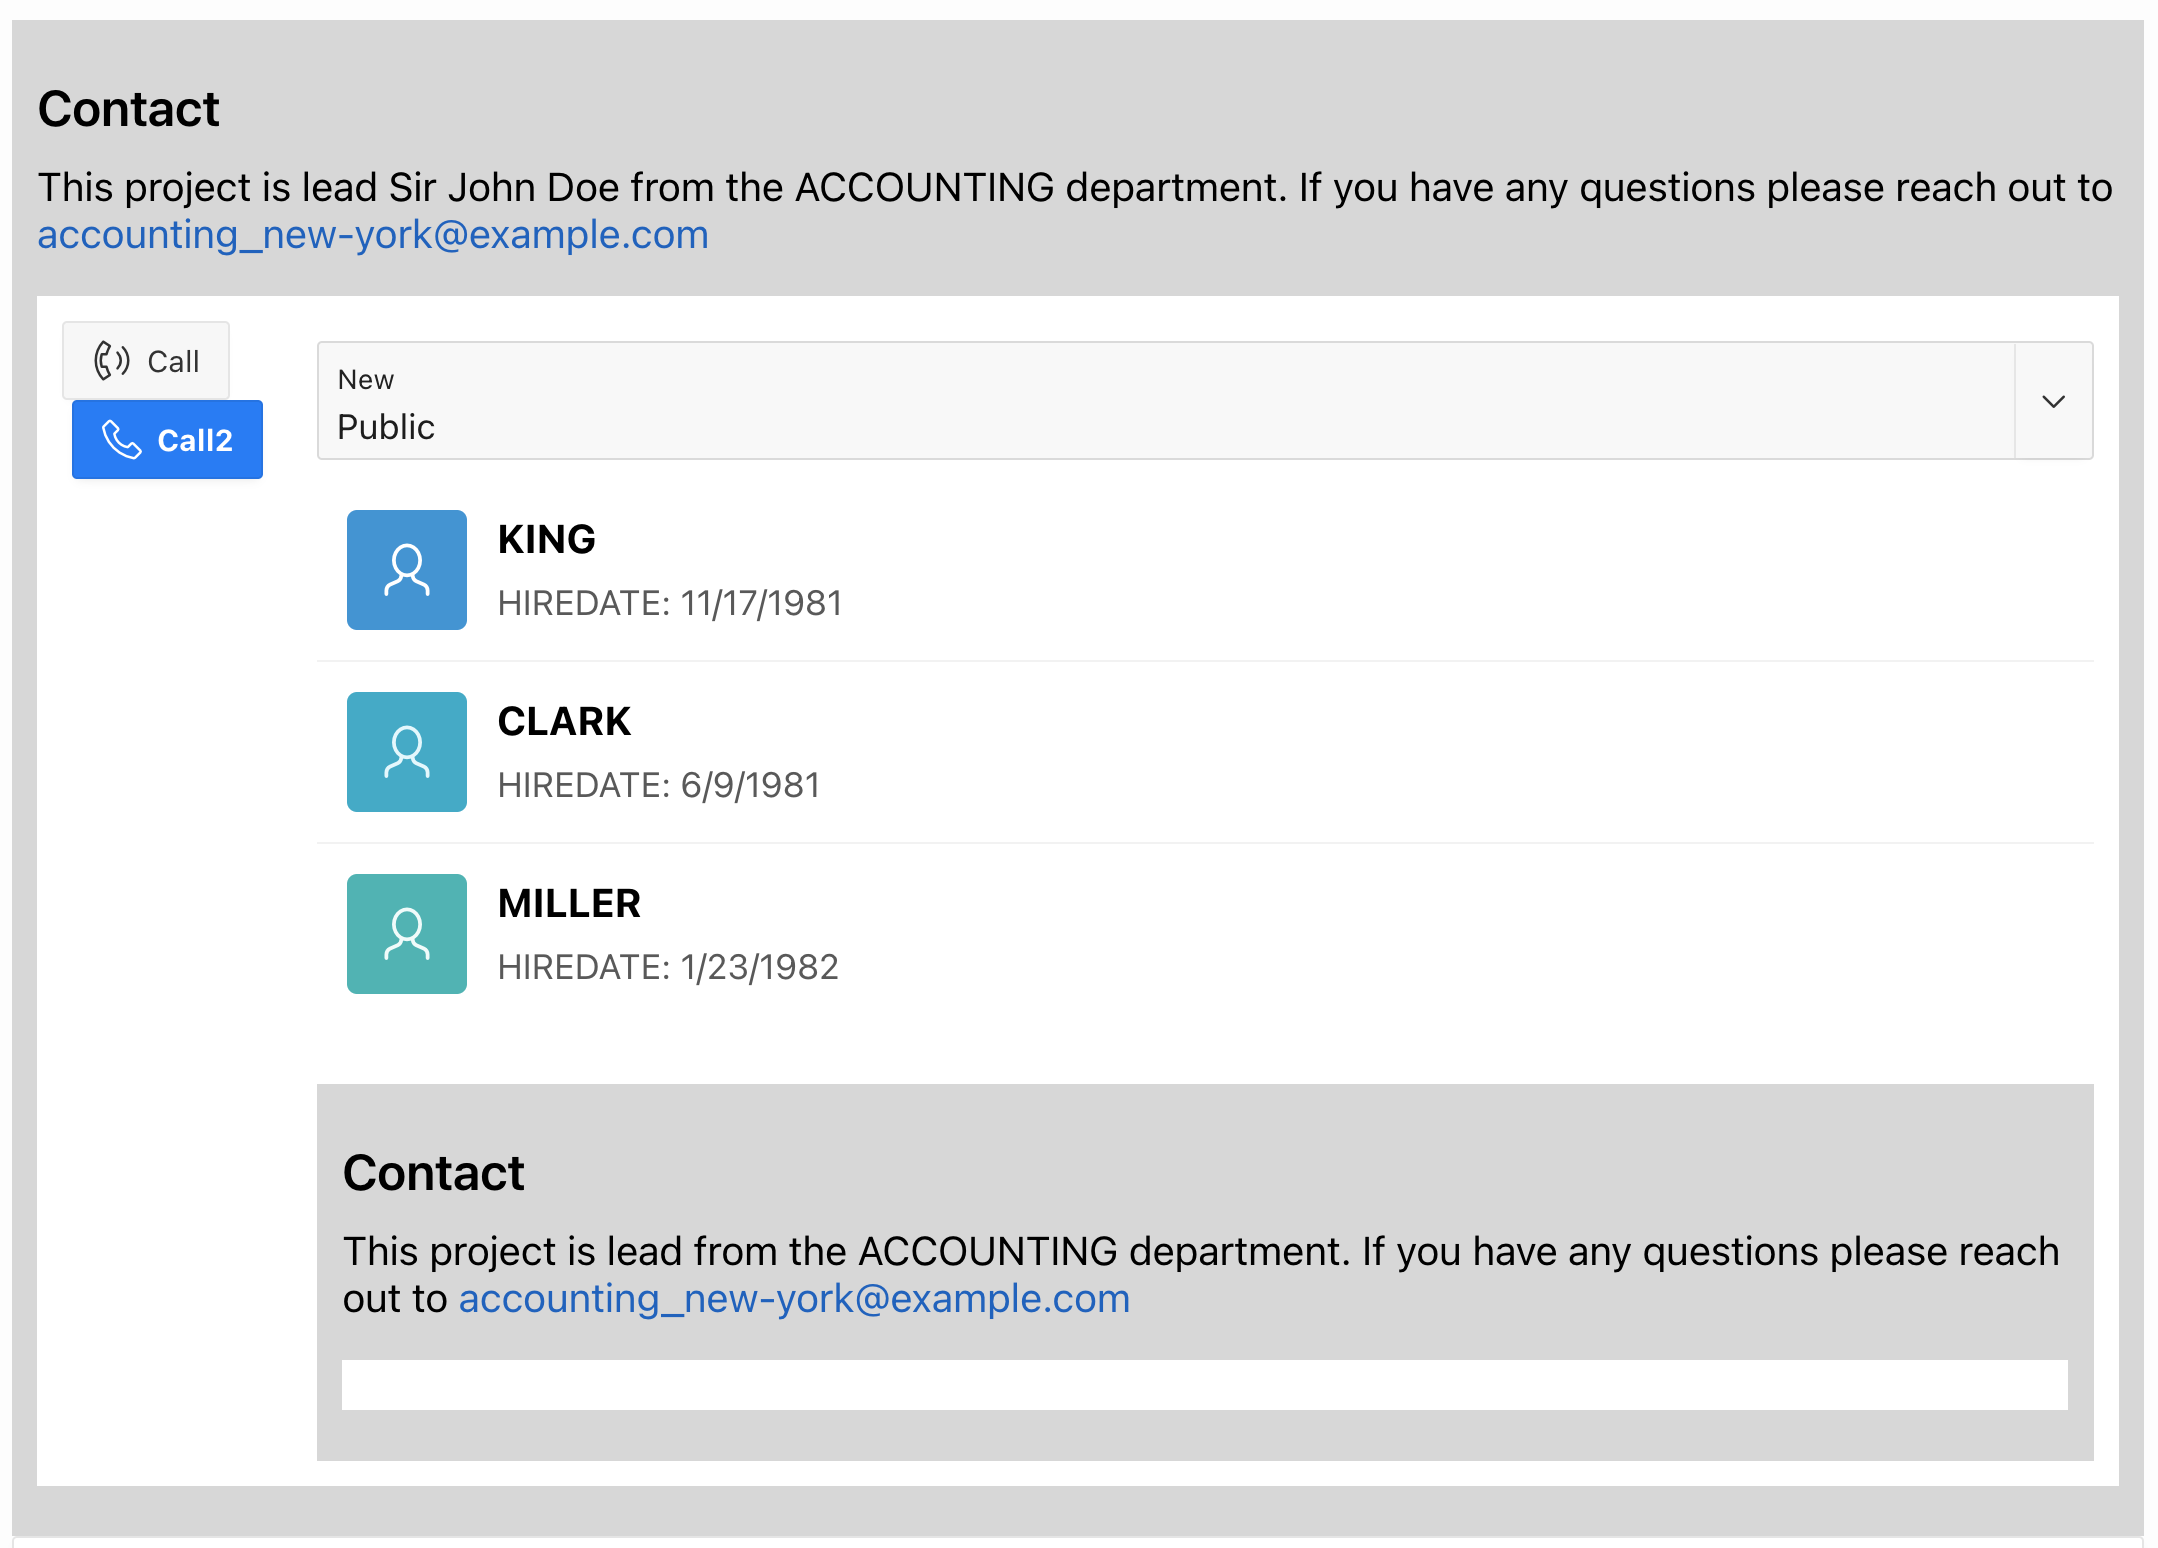 Contact
This project is lead Sir John Doe from the ACCOUNTING department. If you have any questions please reach out to
accounting_new-york@example.com
Call
Call2
New
Public
KING
HIREDATE: 11/17/1981
CLARK
HIREDATE: 6/9/1981
MILLER
HIREDATE: 1/23/1982
Contact
This project is lead from the ACCOUNTING department. If you have any questions please reach
out to accounting_new-york@example.com